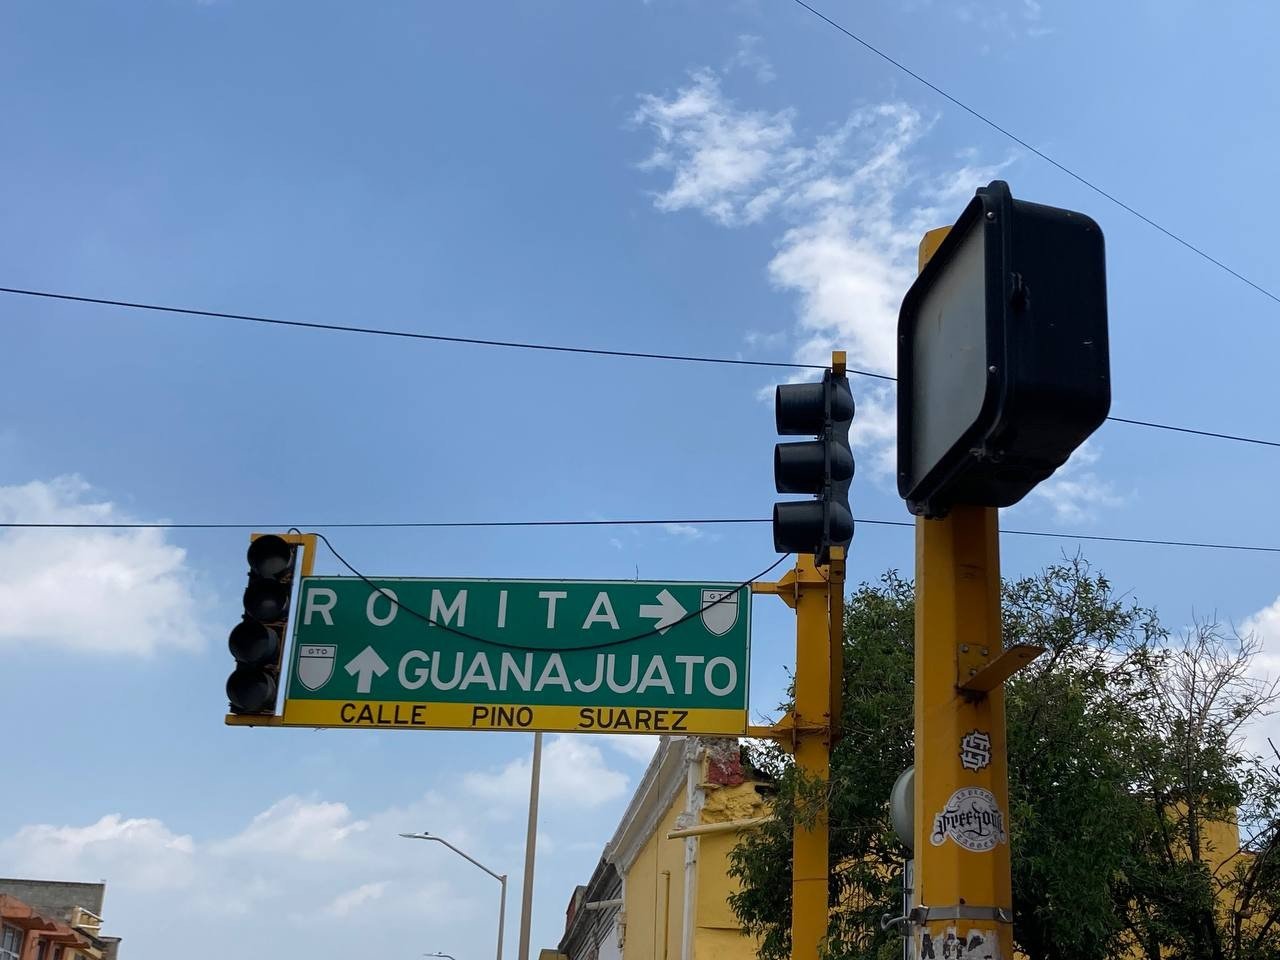 ROMITA
GTO
GTO
GUANAJUATO
CALLE PINO SUAREZ